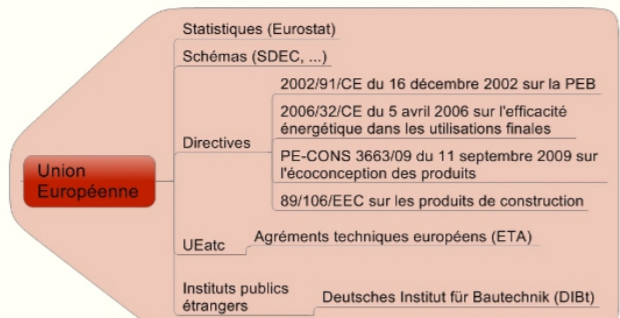 Union
Européenne
Statistiques (Eurostat)
Schémas (SDEC, ...)
Directives
2002/91/CE du 16 décembre 2002 sur la PEB
2006/32/CE du 5 avril 2006 sur l'efficacité
énergétique dans les utilisations finales
PE-CONS 3663/09 du 11 septembre 2009 sur
l'écoconception des produits
89/106/EEC sur les produits de construction
UEatc
Agréments techniques européens (ETA)
Instituts publics
étrangers
Deutsches Institut für Bautechnik (DIBt)